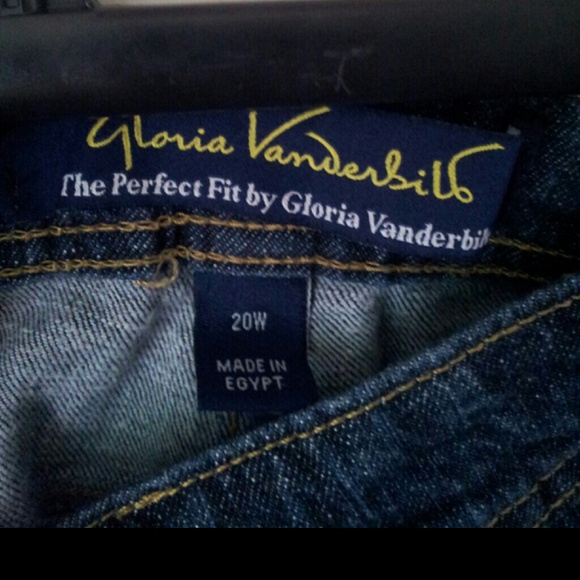 Gloria Vanderbilt
The Perfect Fit by Gloria Vanderbilt
20W
MADE IN
EGYPT